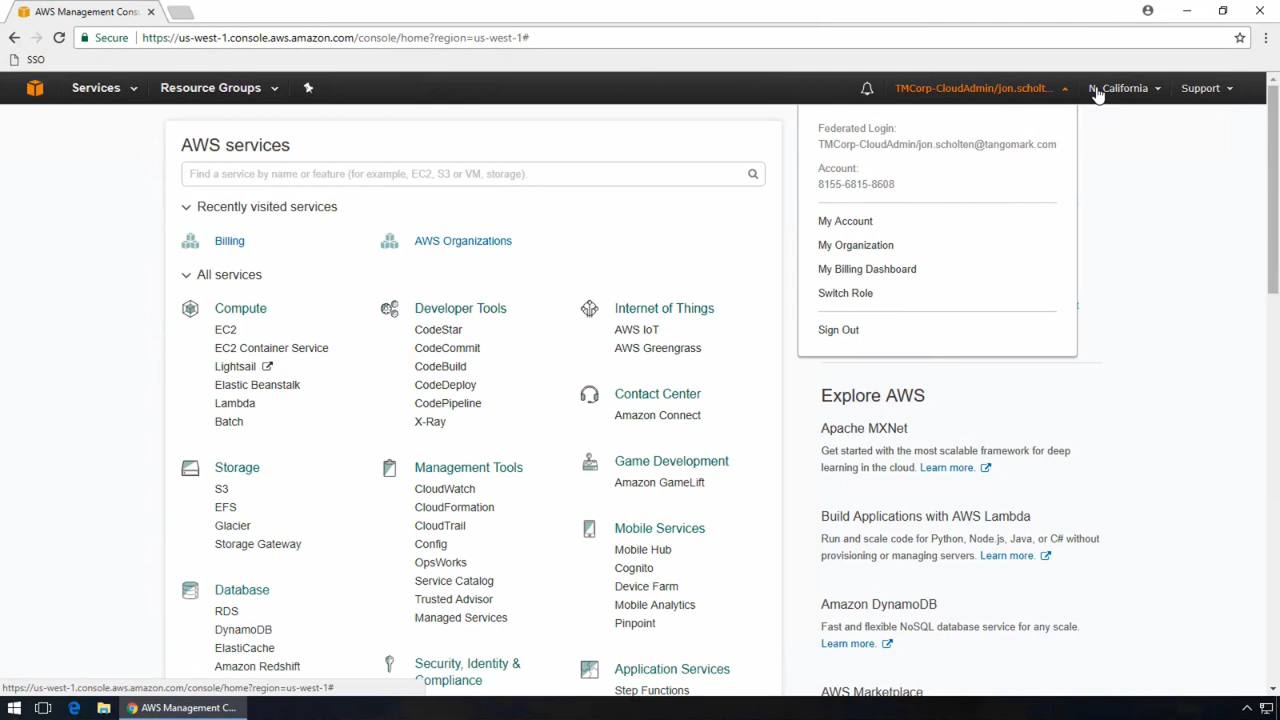 AWS Management Cons
Secure
https://us-west-1.console.aws.amazon.com/console/home?region=us-west-1#
SSO
Services
Resource Groups
TMCorp-CloudAdmin/jon.scholt...
California
Support
AWS services
Find a service by name or feature (for example, EC2, S3 or VM, storage).
Recently visited services
Billing
AWS Organizations
All services
Compute
EC2
EC2 Container Service
Lightsail
Elastic Beanstalk
Lambda
Batch
Storage
S3
EFS
Glacier
Storage Gateway
Database
RDS
DynamoDB
ElastiCache
Amazon Redshift
Developer Tools
CodeStar
CodeCommit
CodeBuild
CodeDeploy
CodePipeline
X-Ray
Management Tools
CloudWatch
CloudFormation
CloudTrail
Config
OpsWorks
Service Catalog
Trusted Advisor
Managed Services
Security, Identity &
Compliance
Internet of Things
AWS IoT
AWS Greengrass
Contact Center
Amazon Connect
Game Development
Amazon GameLift
Mobile Services
Mobile Hub
Cognito
Device Farm
Mobile Analytics
Pinpoint
Application Services
Step Functions
Federated Login:
TMCorp-CloudAdmin/jon.scholten@tangomark.com
Account:
8155-6815-8608
My Account
My Organization
My Billing Dashboard
Switch Role
Sign Out
Explore AWS
Apache MXNet
Get started with the most scalable framework for deep
learning in the cloud. Learn more.
Build Applications with AWS Lambda
Run and scale code for Python, Node.js, Java, or C# without
provisioning or managing servers. Learn more.
Amazon DynamoDB
Fast and flexible NoSQL database service for any scale.
Learn more.
AWS Marketplace
https://us-west-1.console.aws.amazon.com/console/home?region=us-west-1#
AWS Management C...